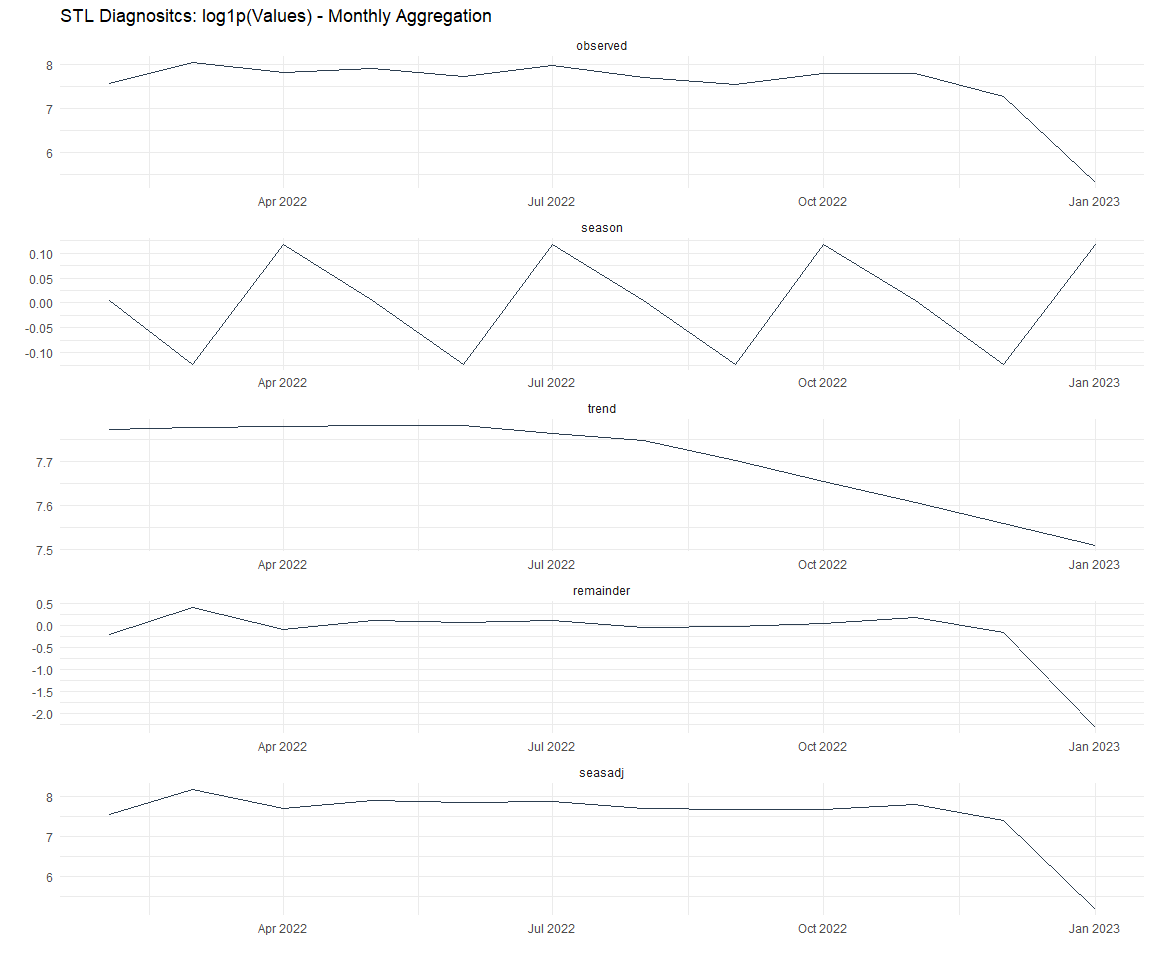 STL Diagnositcs: log1p(Values) - Monthly Aggregation
observed
8
7
6
Apr 2022 Jul 2022 Oct 2022 Jan 2023
season
0.10
0.05
0.00
-0.05
-0.10
Apr 2022 Jul 2022 Oct 2022 Jan 2023
trend
7.7
7.6
7.5
Apr 2022 Jul 2022 Oct 2022 Jan 2023
remainder
0.5
0.0
-0.5
-1.0
-1.5
-2.0
Apr 2022 Jul 2022 Oct 2022 Jan 2023
seasadj
8
7
6
Apr 2022 Jul 2022 Oct 2022 Jan 2023